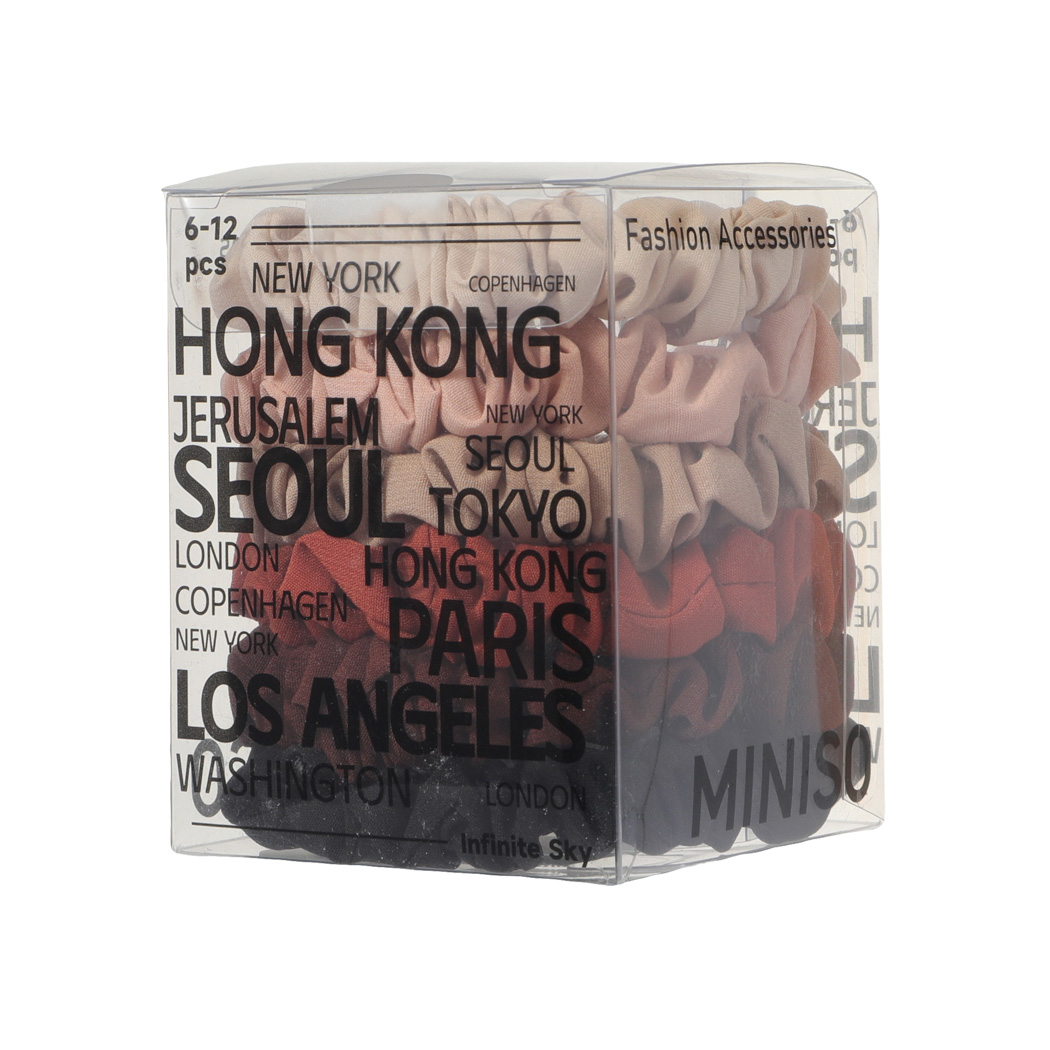 6-12
pcs
NEW YORK COPENHAGEN
HONG KONG
JERUSALEM NEW YORK
SEOUL SEOUL
TOKYO
LONDON HONG KONG
COPENHAGEN PARIS
NEW YORK
LOS ANGELES
WASHINGTON LONDON
Infinite Sky
Fashion Accessories
MINISO